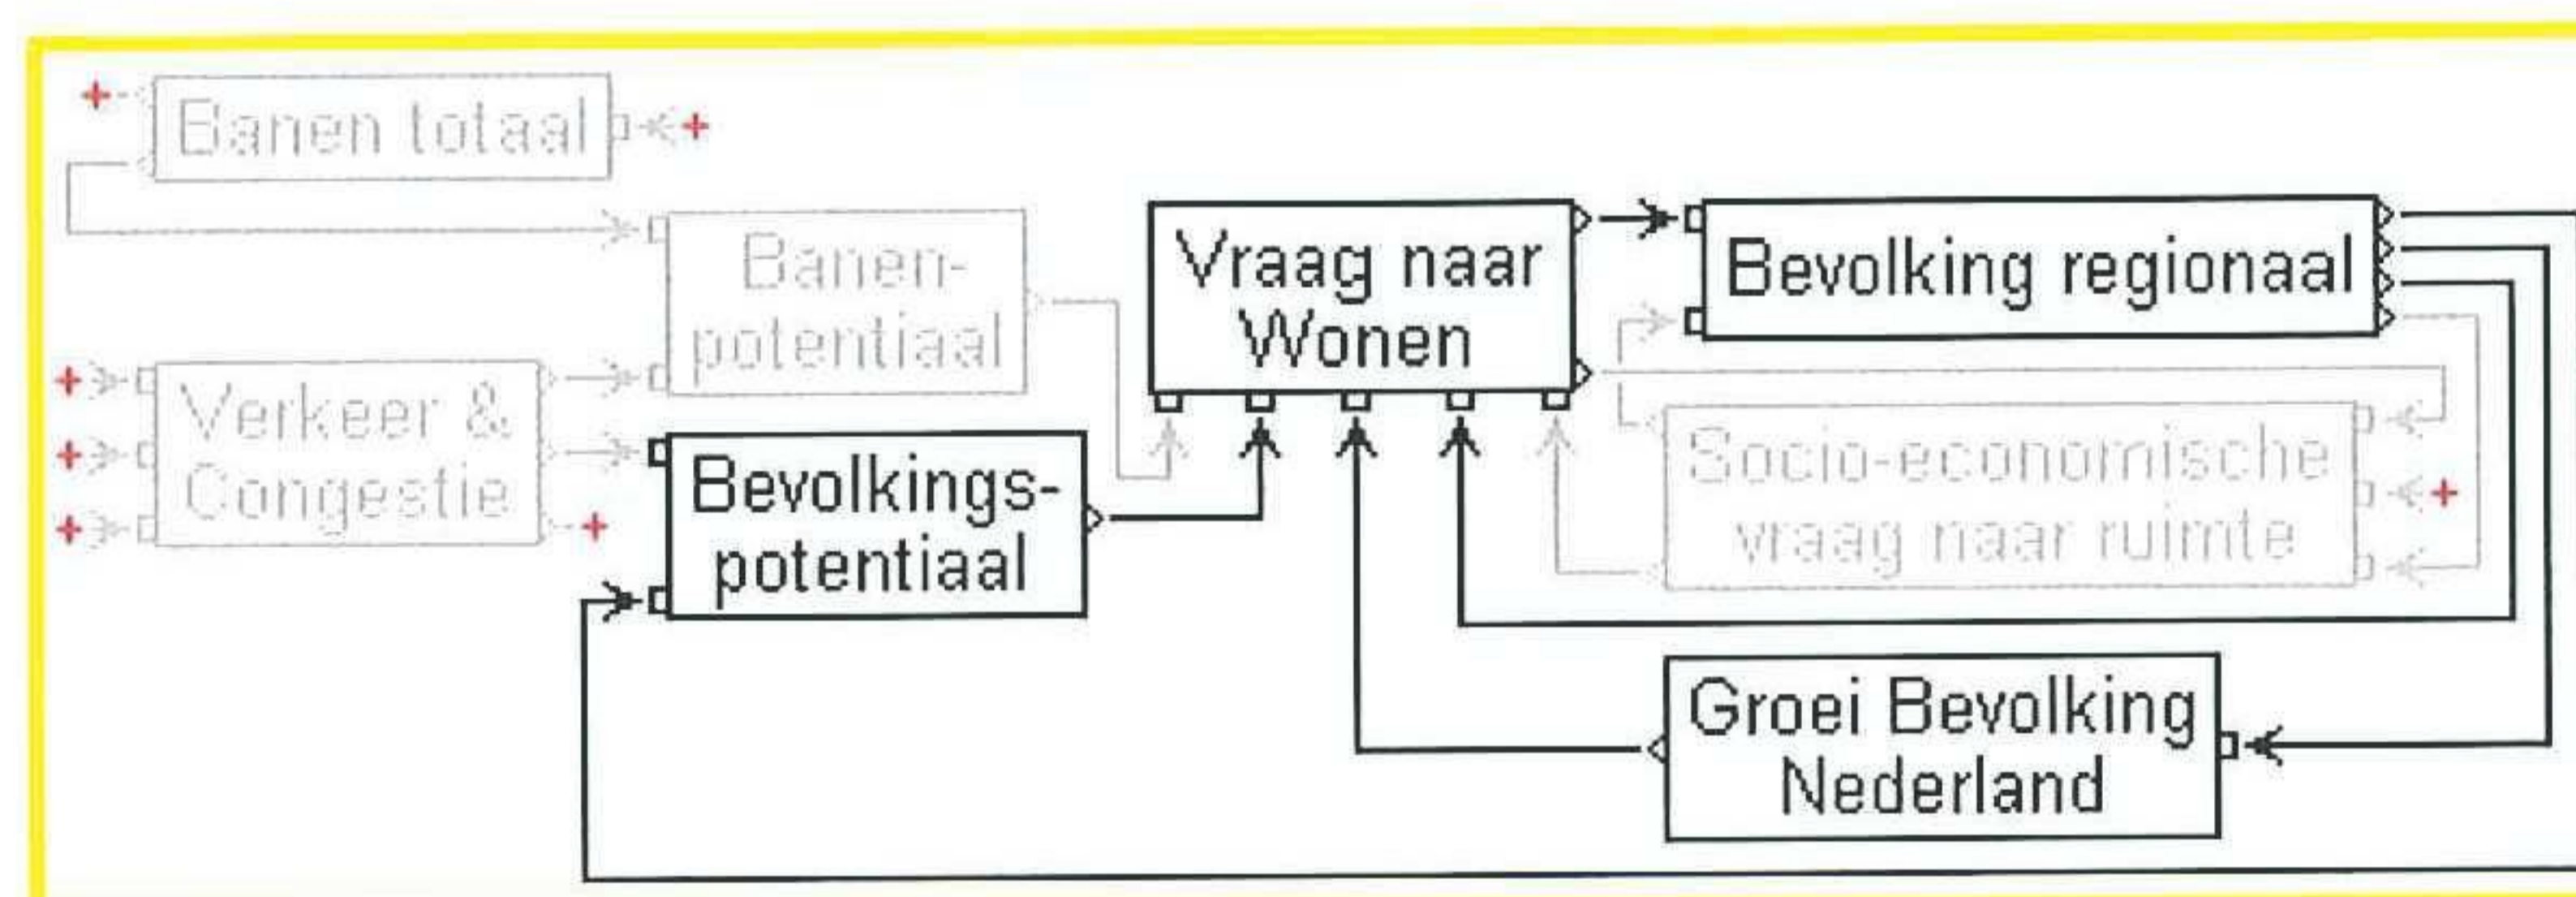 Banen totaal
Banen-
potentiaal
Vraag naar
Wonen
Bevolking regionaal
Verkeer &
Congestie
Bevolkings-
potentiaal
Socio-economische
vraag naar ruimte
Groei Bevolking
Nederland